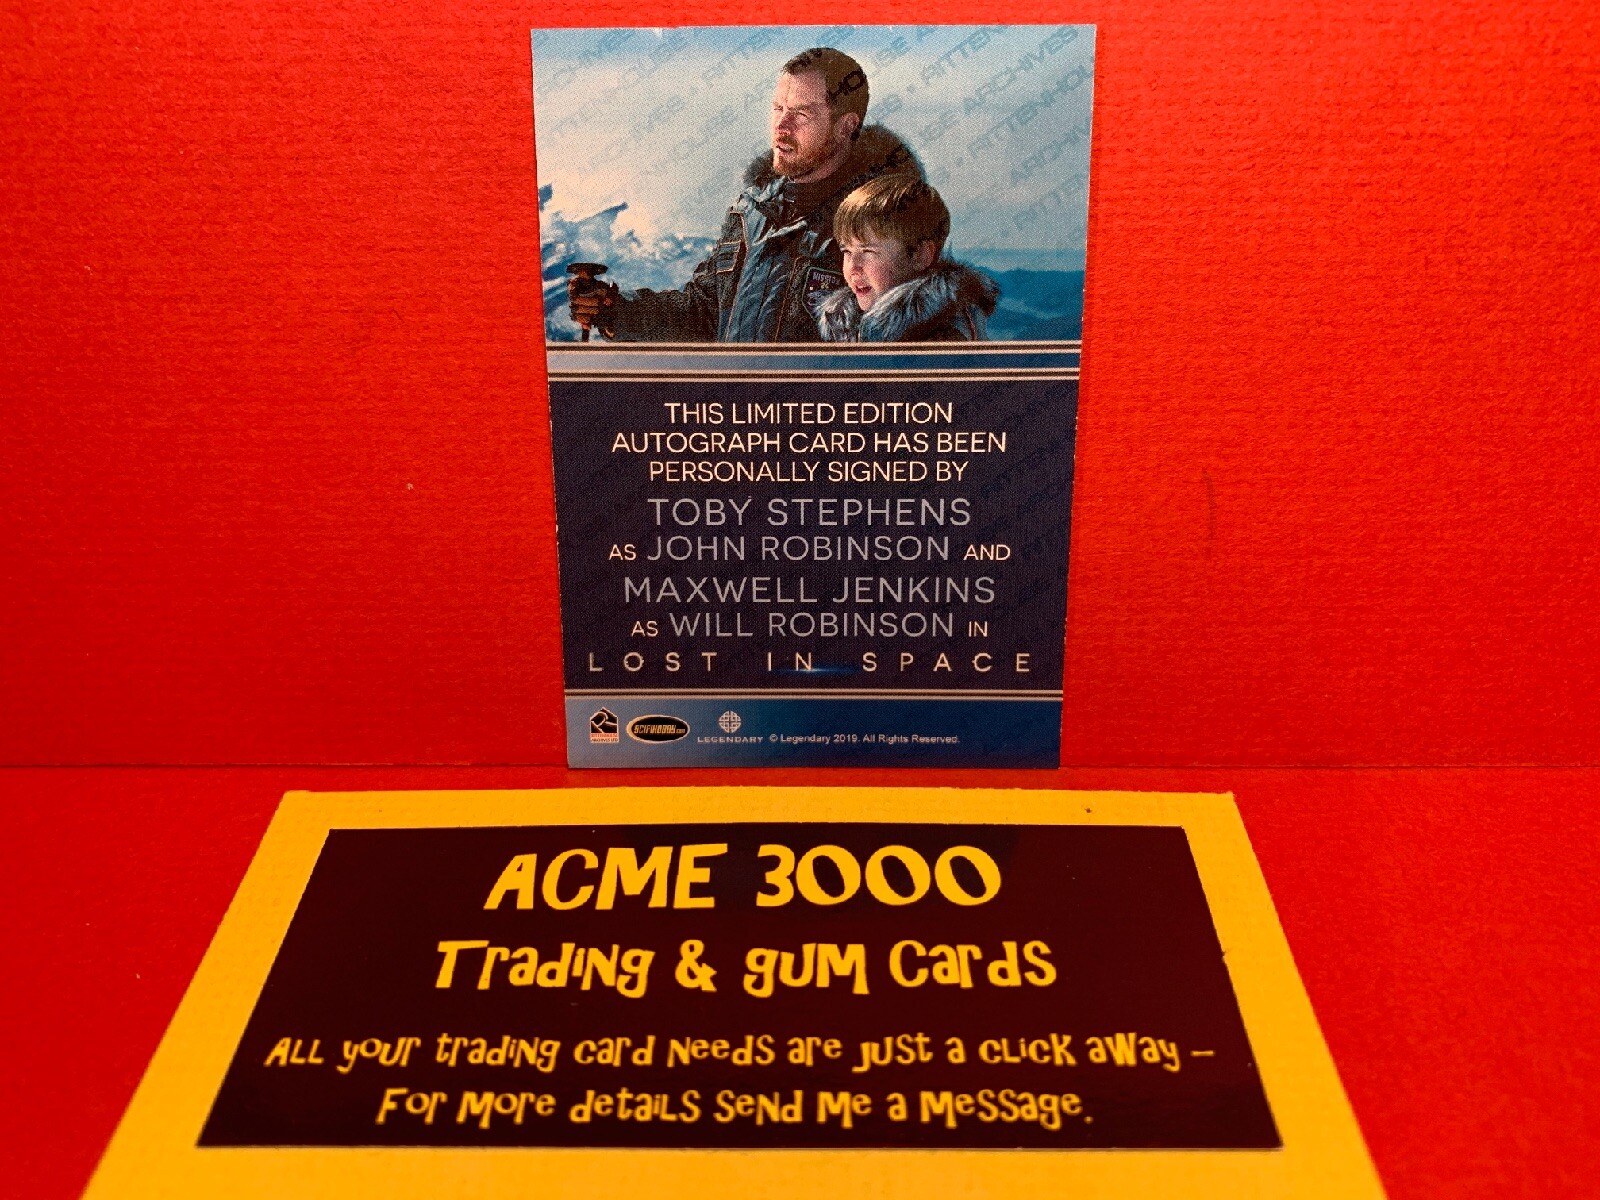 THIS LIMITED EDITION
AUTOGRAPH CARD HAS BEEN
PERSONALLY SIGNED BY
TOBY STEPHENS
AS JOHN ROBINSON AND
MAXWELL JENKINS
AS WILL ROBINSON IN
LOST IN SPACE
LEGENDARY © Legendary 2019. All Rights Reserved.
ACME 3000
Trading & gum Cards
All your trading card needs are just a click away –
For more details send me a message.